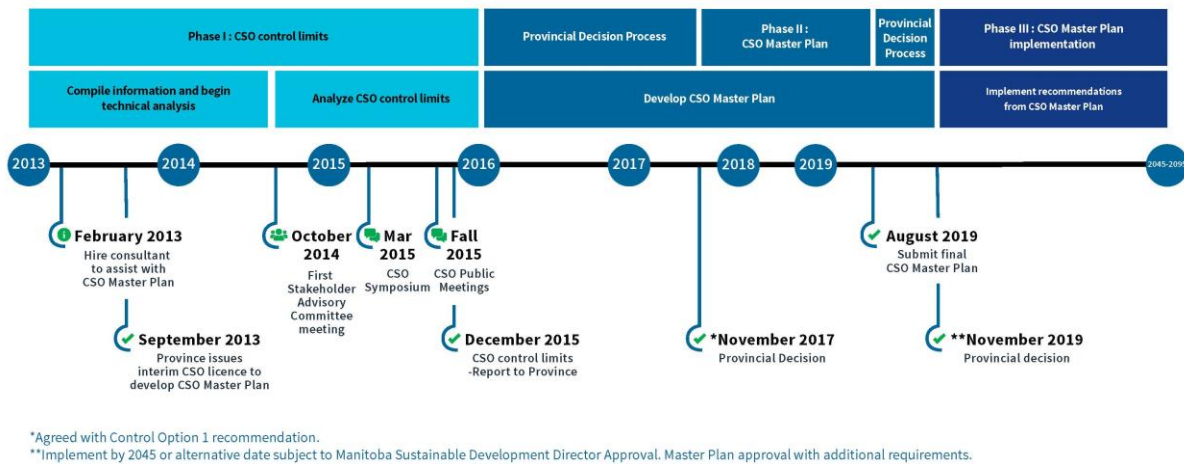 Phase I : CSO control limits
Provincial Decision Process
Phase II :
CSO Master Plan
Provincial
Decision
Process
Phase III : CSO Master Plan
implementation
Compile information and begin
technical analysis
Analyze CSO control limits
Develop CSO Master Plan
Implement recommendations
from CSO Master Plan
2013
2014
2015
2016
2017
2018
2019
2045-2095
February 2013
Hire consultant
to assist with
CSO Master Plan
September 2013
Province issues
interim CSO licence to
develop CSO Master Plan
October
2014
First
Stakeholder
Advisory
Committee
meeting
Mar
2015
CSO
Symposium
Fall
2015
CSO Public
Meetings
December 2015
CSO control limits
-Report to Province
*November 2017
Provincial Decision
August 2019
Submit final
CSO Master Plan
**November 2019
Provincial decision
*Agreed with Control Option 1 recommendation.
**Implement by 2045 or alternative date subject to Manitoba Sustainable Development Director Approval. Master Plan approval with additional requirements.